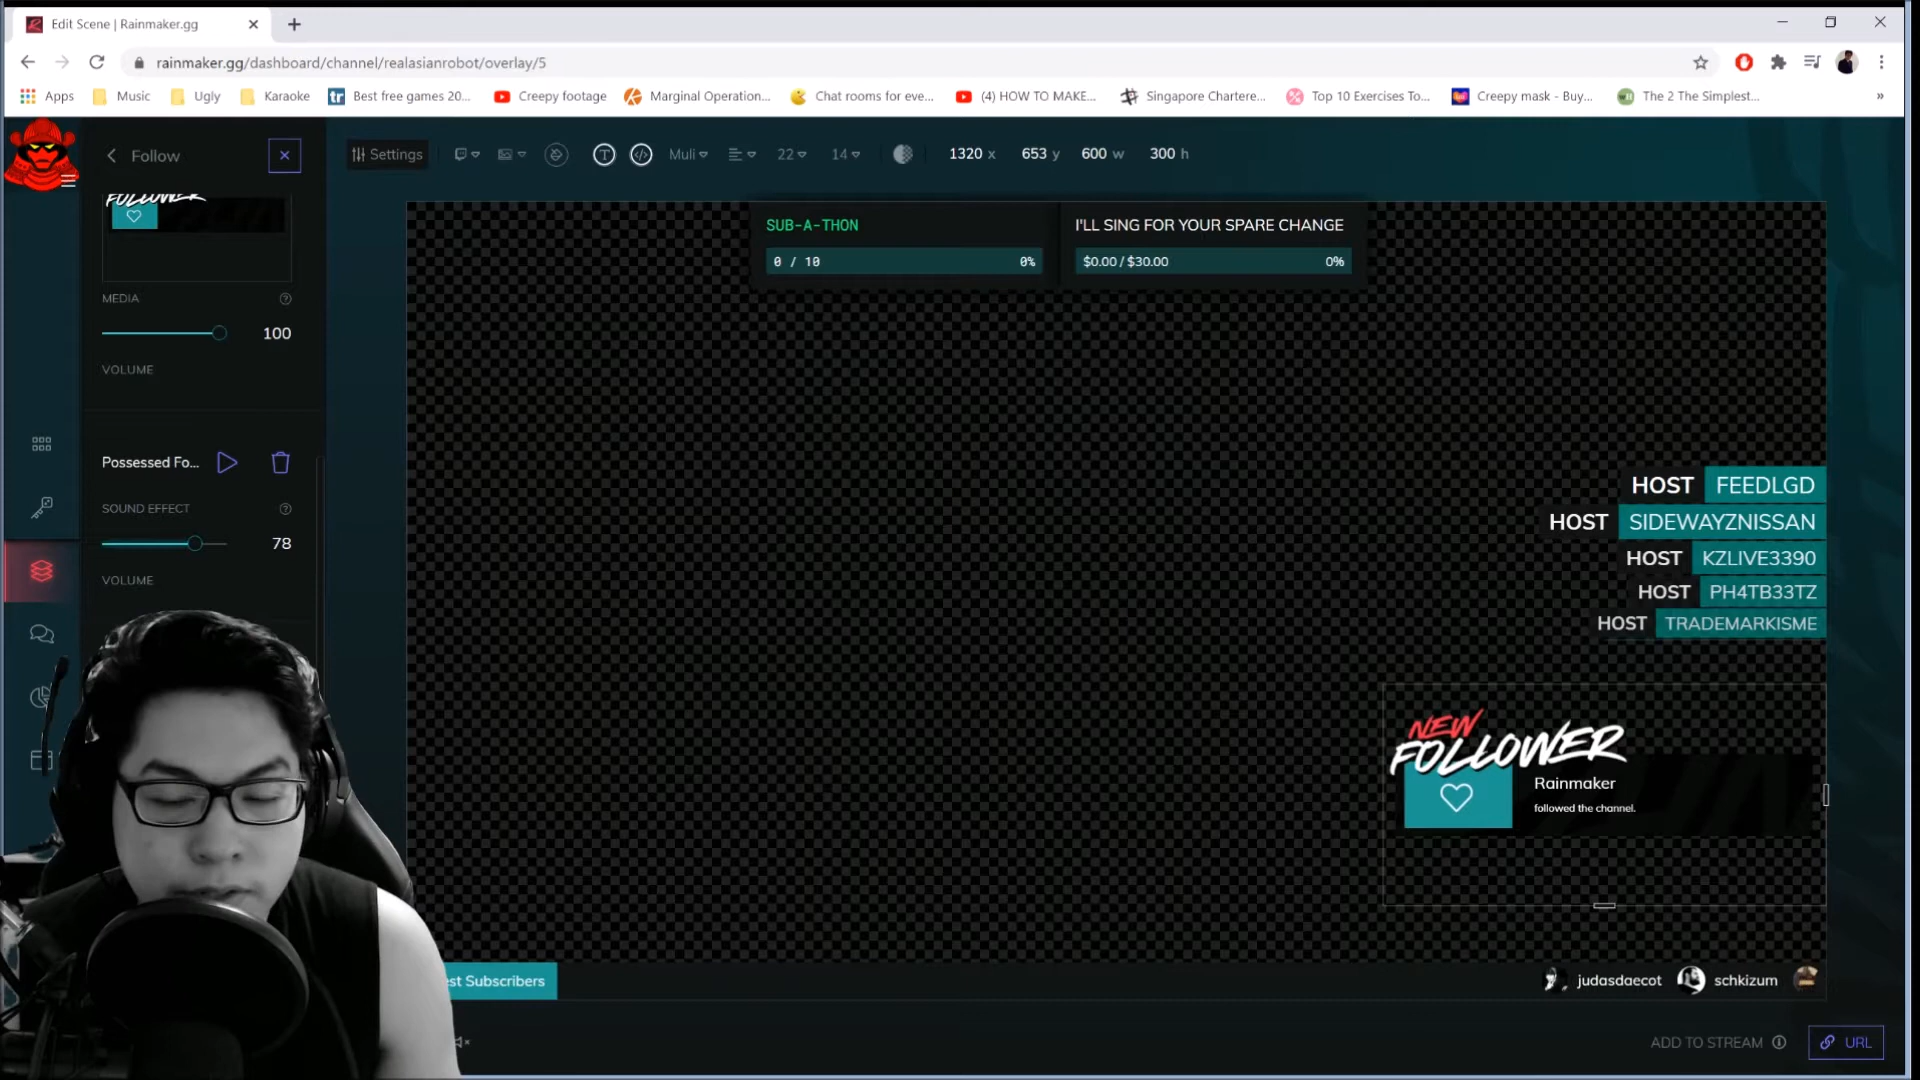 Edit Scene | Rainmaker.gg
rainmaker.gg/dashboard/channel/realasianrobot/overlay/5
Apps
Music
Ugly
Karaoke
Best free games 20...
Creepy footage
Marginal Operation...
Chat rooms for eve...
(4) HOW TO MAKE...
Singapore Chartere...
Top 10 Exercises To...
Creepy mask - Buy...
The 2 The Simplest...
Follow
Settings
Muli
22
14
1320 x
653 y
600 w
300 h
FOLLOWER
MEDIA
100
VOLUME
Possessed Fo...
SOUND EFFECT
78
VOLUME
SUB-A-THON
0 / 10
0%
I'LL SING FOR YOUR SPARE CHANGE
$0.00 / $30.00
0%
HOST FEEDLGD
HOST SIDEWAYZNISSAN
HOST KZLIVE3390
HOST PH4TB33TZ
HOST TRADEMARKISME
NEW
FOLLOWER
Rainmaker
followed the channel.
est Subscribers
judasdaecot
schkizum
ADD TO STREAM
URL